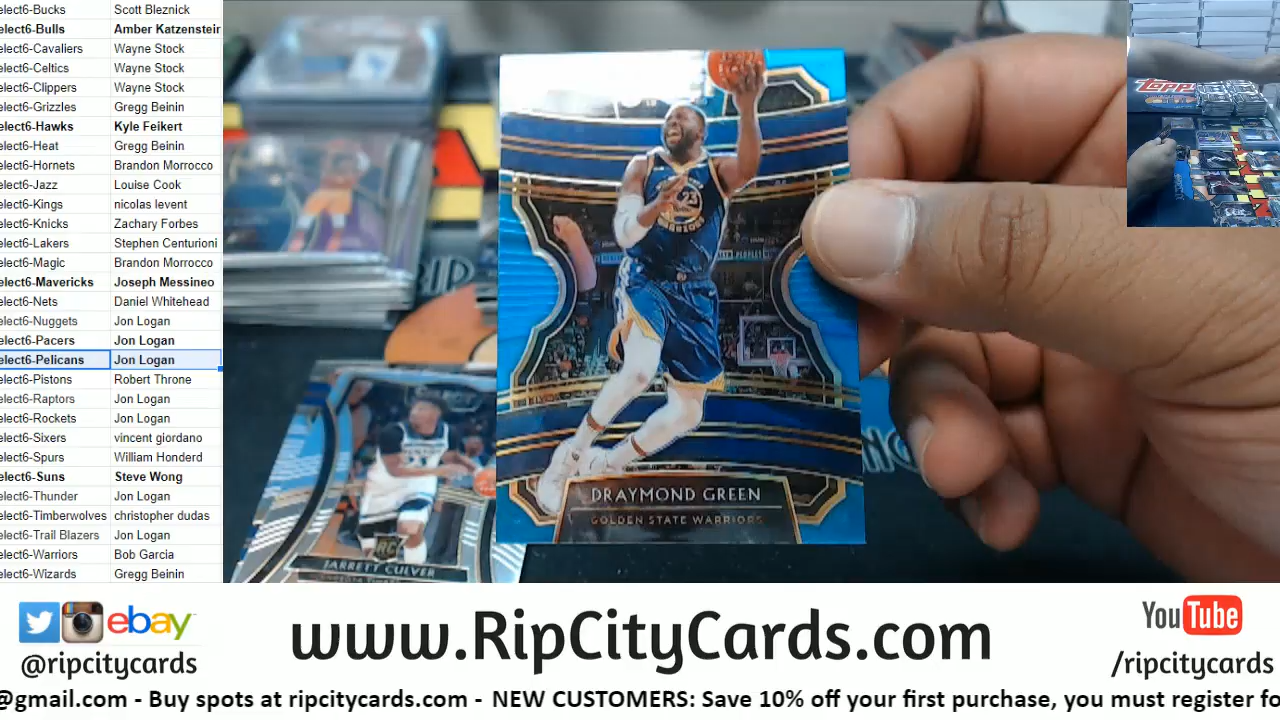 elect6-Bucks Scott Bleznick
elect6-Bulls Amber Katzenstein
elect6-Cavaliers Wayne Stock
elect6-Celtics Wayne Stock
elect6-Clippers Wayne Stock
elect6-Grizzles Gregg Beinin
elect6-Hawks Kyle Feikert
elect6-Heat Gregg Beinin
elect6-Hornets Brandon Morrocco
elect6-Jazz Louise Cook
elect6-Kings nicolas levent
elect6-Knicks Zachary Forbes
elect6-Lakers Stephen Centurioni
elect6-Magic Brandon Morrocco
elect6-Mavericks Joseph Messineo
elect6-Nets Daniel Whitehead
elect6-Nuggets Jon Logan
elect6-Pacers Jon Logan
elect6-Pelicans Jon Logan
elect6-Pistons Robert Throne
elect6-Raptors Jon Logan
elect6-Rockets Jon Logan
elect6-Sixers vincent giordano
elect6-Spurs William Honderd
elect6-Suns Steve Wong
elect6-Thunder Jon Logan
elect6-Timberwolves christopher dudas
elect6-Trail Blazers Jon Logan
elect6-Warriors Bob Garcia
elect6-Wizards Gregg Beinin
23
WARRIORS
DRAYMOND GREEN
GOLDEN STATE WARRIORS
RC
JARRETT CULVER
TOPPS
ebay
@ripcitycards
www.RipCityCards.com
YouTube
/ripcitycards
@gmail.com - Buy spots at ripcitycards.com - NEW CUSTOMERS: Save 10% off your first purchase, you must register fo